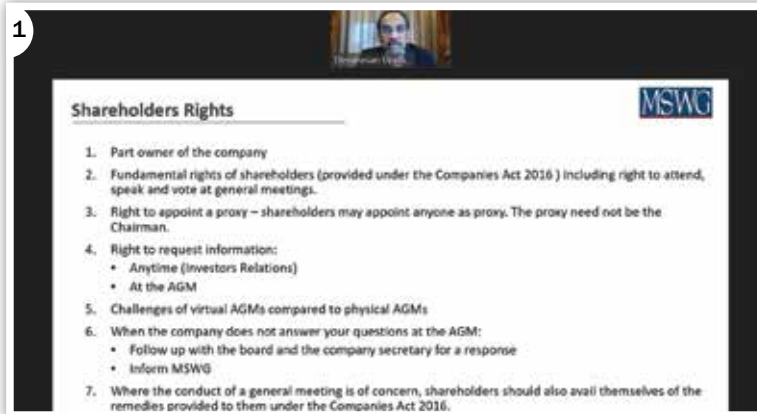 1
Shareholders Rights
MSWG
1. Part owner of the company
2. Fundamental rights of shareholders (provided under the Companies Act 2016 ) including right to attend,
speak and vote at general meetings.
3. Right to appoint a proxy – shareholders may appoint anyone as proxy. The proxy need not be the
Chairman.
4. Right to request information:
• Anytime (Investors Relations)
• At the AGM
5. Challenges of virtual AGMs compared to physical AGMs
6. When the company does not answer your questions at the AGM:
• Follow up with the board and the company secretary for a response
• Inform MSWG
7. Where the conduct of a general meeting is of concern, shareholders should also avail themselves of the
remedies provided to them under the Companies Act 2016.